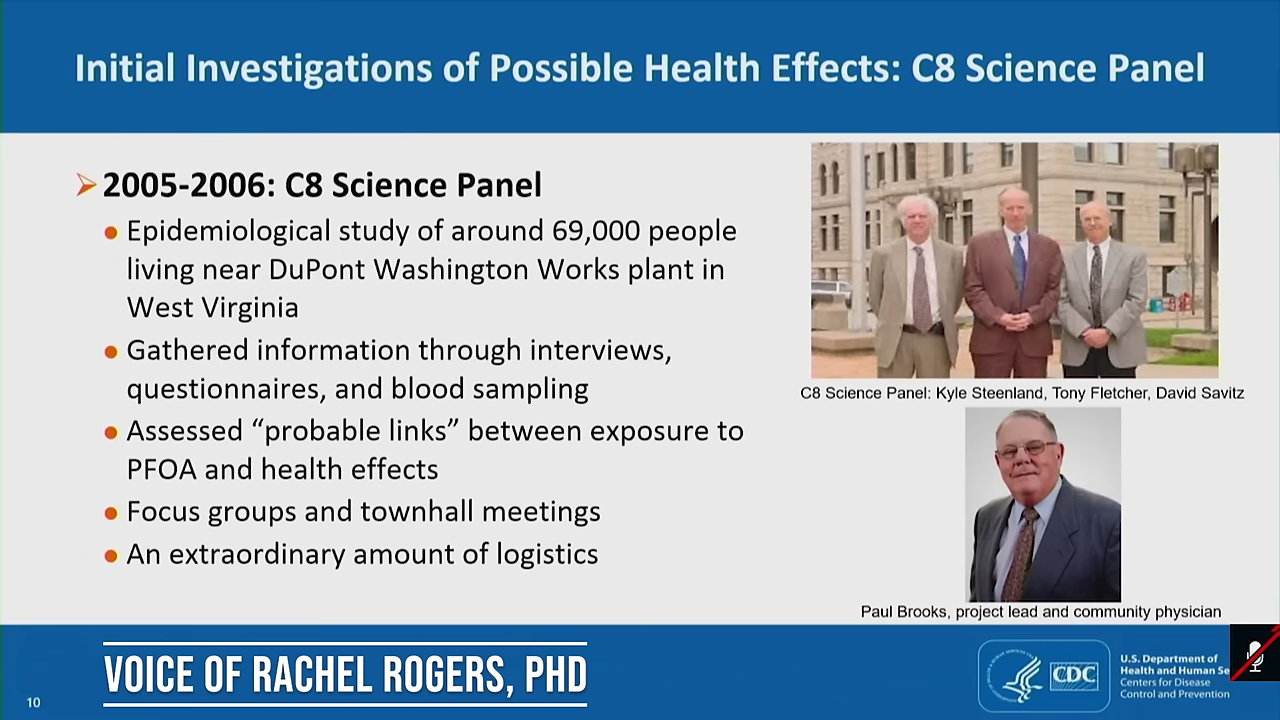 Initial Investigations of Possible Health Effects: C8 Science Panel
2005-2006: C8 Science Panel
Epidemiological study of around 69,000 people
living near DuPont Washington Works plant in
West Virginia
Gathered information through interviews,
questionnaires, and blood sampling
Assessed “probable links” between exposure to
PFOA and health effects
Focus groups and townhall meetings
An extraordinary amount of logistics
C8 Science Panel: Kyle Steenland, Tony Fletcher, David Savitz
Paul Brooks, project lead and community physician
VOICE OF RACHEL ROGERS, PHD
10
CDC
U.S. Department of
Health and Human Se
Centers for Disease
Control and Prevention